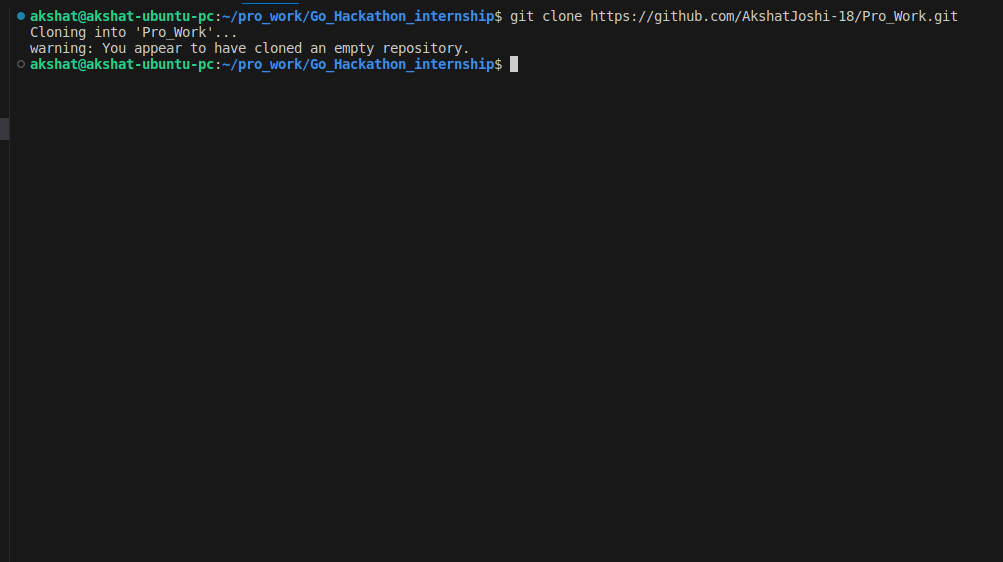 akshat@akshat-ubuntu-pc:~/pro_work/Go_Hackathon_internship$ git clone https://github.com/AkshatJoshi-18/Pro_Work.git
Cloning into 'Pro_Work'...
warning: You appear to have cloned an empty repository.
akshat@akshat-ubuntu-pc:~/pro_work/Go_Hackathon_internship$